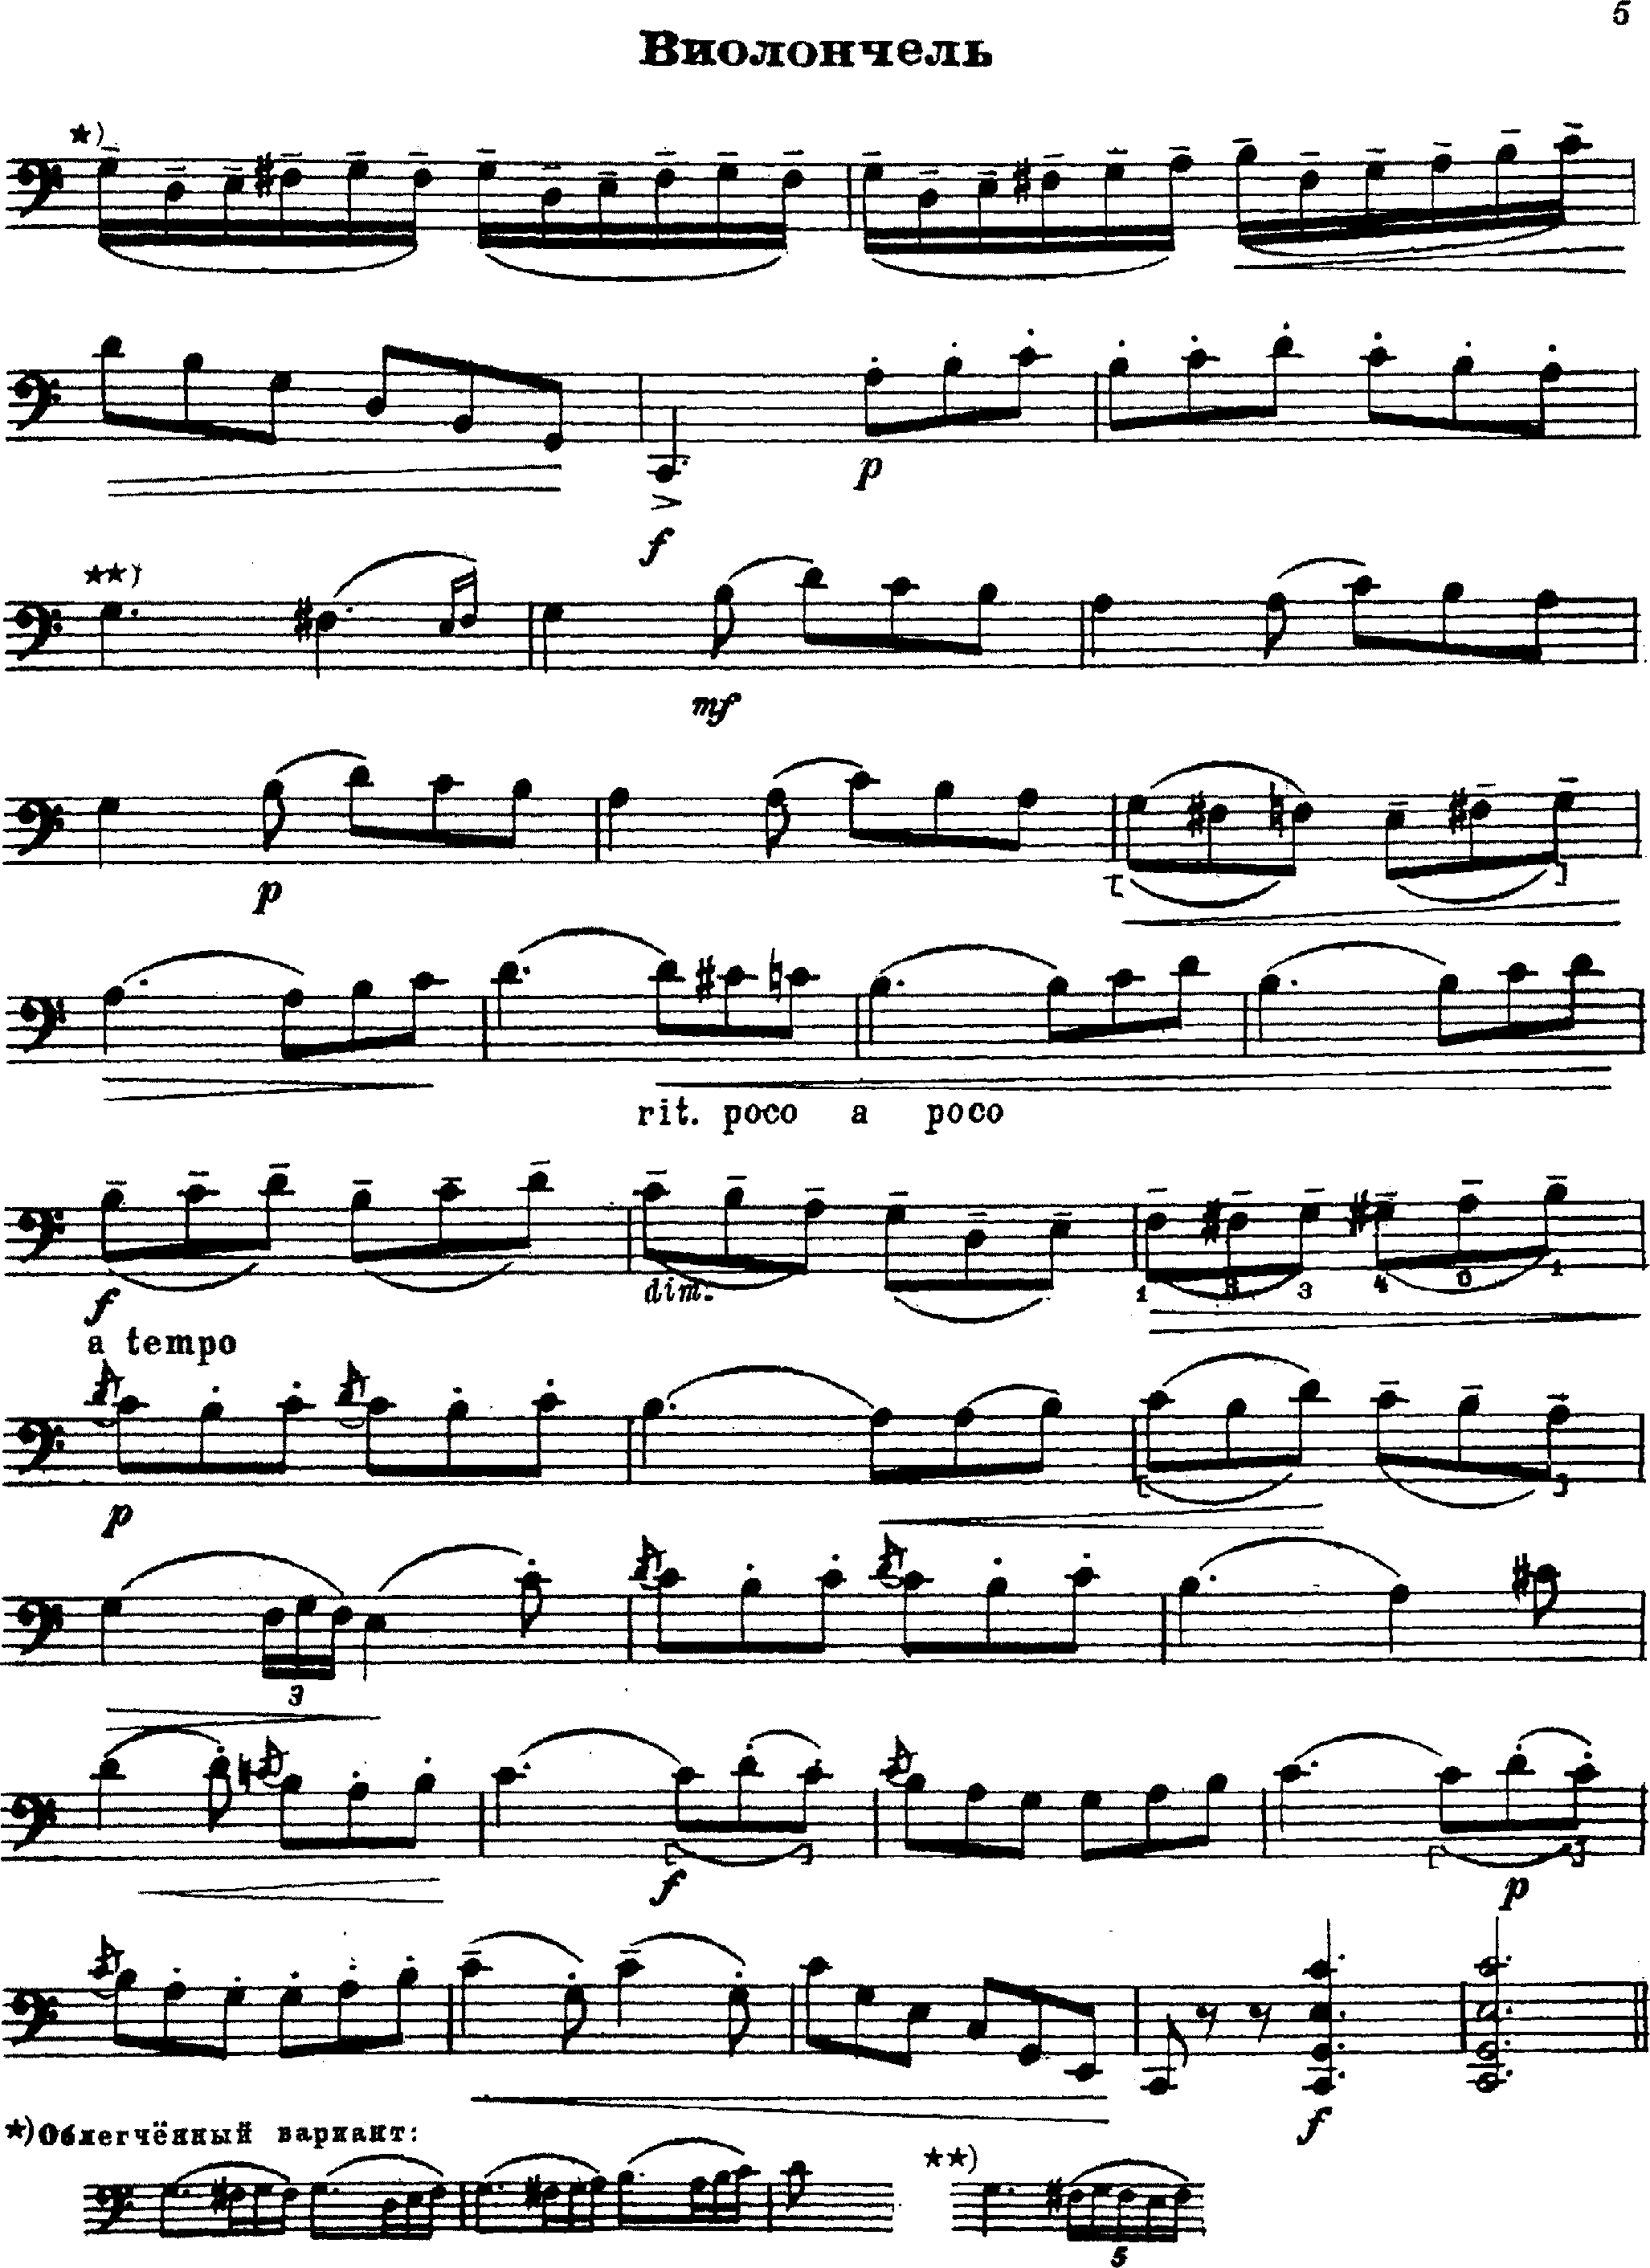 5
Виолончель
★)
p
f
★★)
mf
p
rit. poco a poco
f dim.
1 3 3 4 0 1
a tempo
p
3
f p
f
★)Облегчённый вариант:
★★)
5